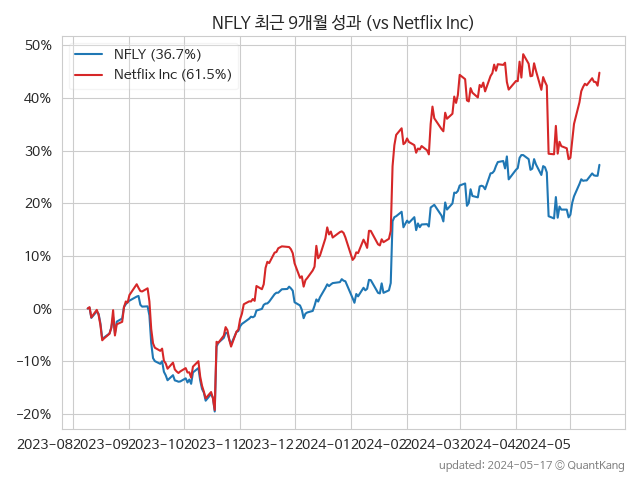 NFLY 최근 9개월 성과 (vs Netflix Inc)
NFLY (36.7%)
Netflix Inc (61.5%)
50%
40%
30%
20%
10%
0%
−10%
−20%
2023-08 2023-09 2023-10 2023-11 2023-12 2024-01 2024-02 2024-03 2024-04 2024-05
updated: 2024-05-17 © QuantKang